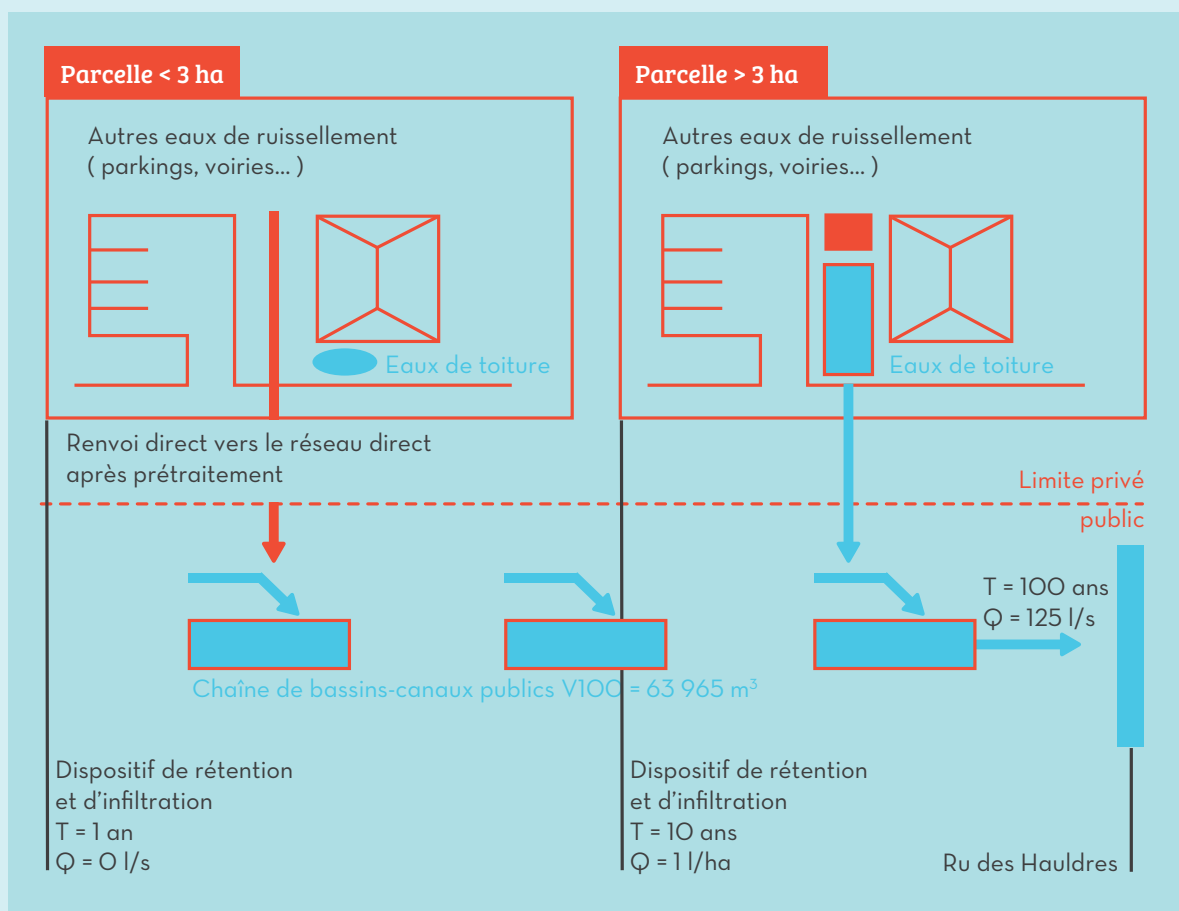 Parcelle < 3 ha
Autres eaux de ruissellement
( parkings, voiries... )
Eaux de toiture
Renvoi direct vers le réseau direct
après prétraitement
Parcelle > 3 ha
Autres eaux de ruissellement
( parkings, voiries... )
Eaux de toiture
Limite privé
public
T = 100 ans
Q = 125 l/s
Chaîne de bassins-canaux publics V100 = 63 965 m³
Dispositif de rétention
et d'infiltration
T = 1 an
Q = 0 l/s
Dispositif de rétention
et d'infiltration
T = 10 ans
Q = 1 l/ha
Ru des Hauldres